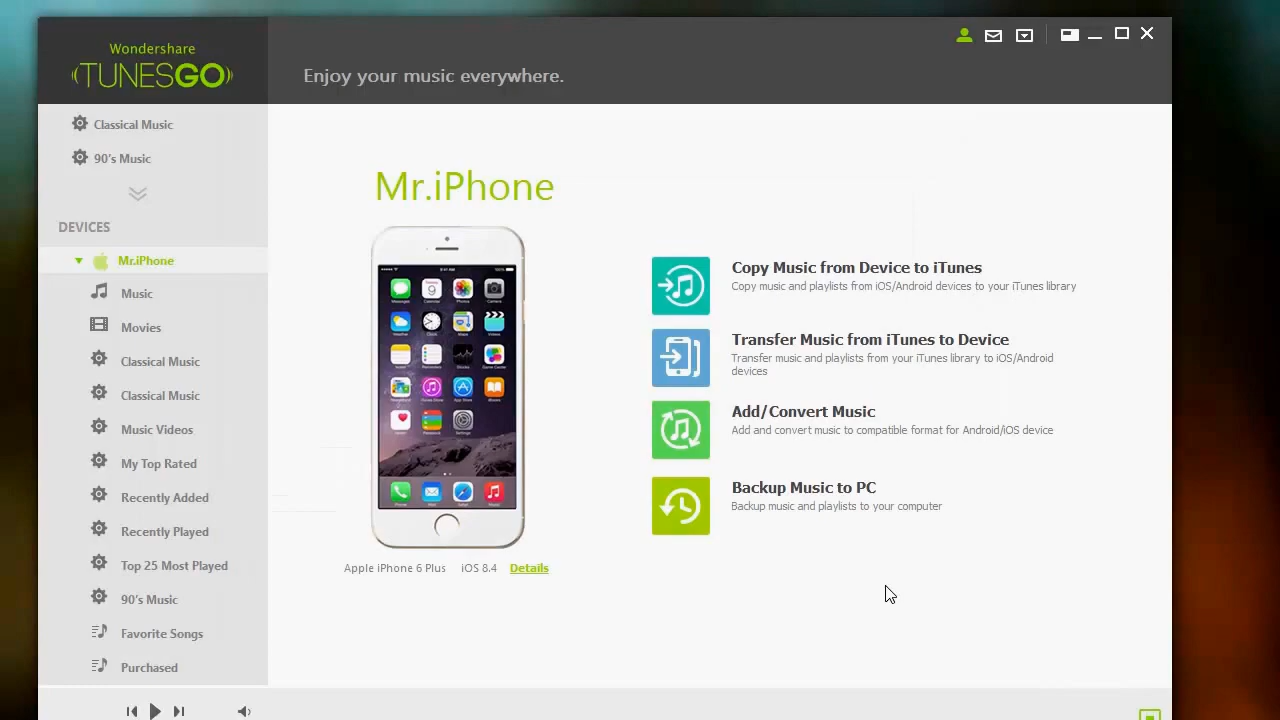 Wondershare
TUNESGO
Enjoy your music everywhere.
Classical Music
90's Music
DEVICES
Mr.iPhone
Music
Movies
Classical Music
Classical Music
Music Videos
My Top Rated
Recently Added
Recently Played
Top 25 Most Played
90's Music
Favorite Songs
Purchased
Mr.iPhone
Apple iPhone 6 Plus iOS 8.4 Details
Copy Music from Device to iTunes
Copy music and playlists from iOS/Android devices to your iTunes library
Transfer Music from iTunes to Device
Transfer music and playlists from your iTunes library to iOS/Android
devices
Add/Convert Music
Add and convert music to compatible format for Android/iOS device
Backup Music to PC
Backup music and playlists to your computer